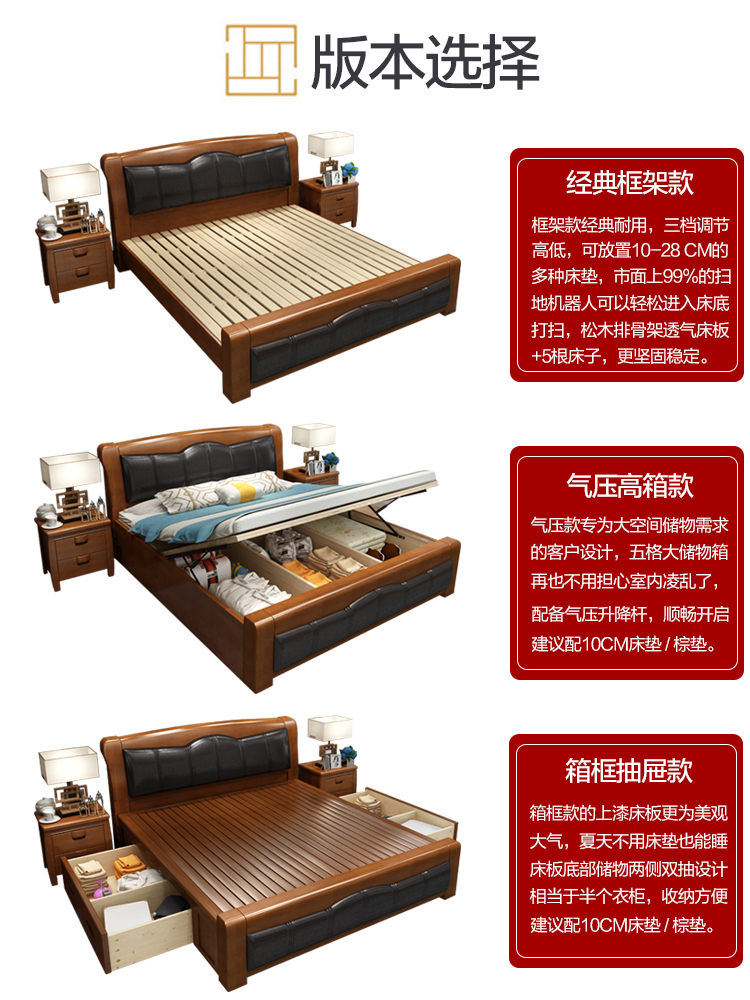 版本选择
经典框架款
框架款经典耐用，三档调节
高低，可放置10-28 CM的
多种床垫，市面上99%的扫
地机器人可以轻松进入床底
打扫，松木排骨架透气床板
+5根床子，更坚固稳定。
气压高箱款
气压款专为大空间储物需求
的客户设计，五格大储物箱
再也不用担心室内凌乱了，
配备气压升降杆，顺畅开启
建议配10CM床垫 / 棕垫。
箱框抽屉款
箱框款的上漆床板更为美观
大气，夏天不用床垫也能睡
床板底部储物两侧双抽设计
相当于半个衣柜，收纳方便
建议配10CM床垫 / 棕垫。